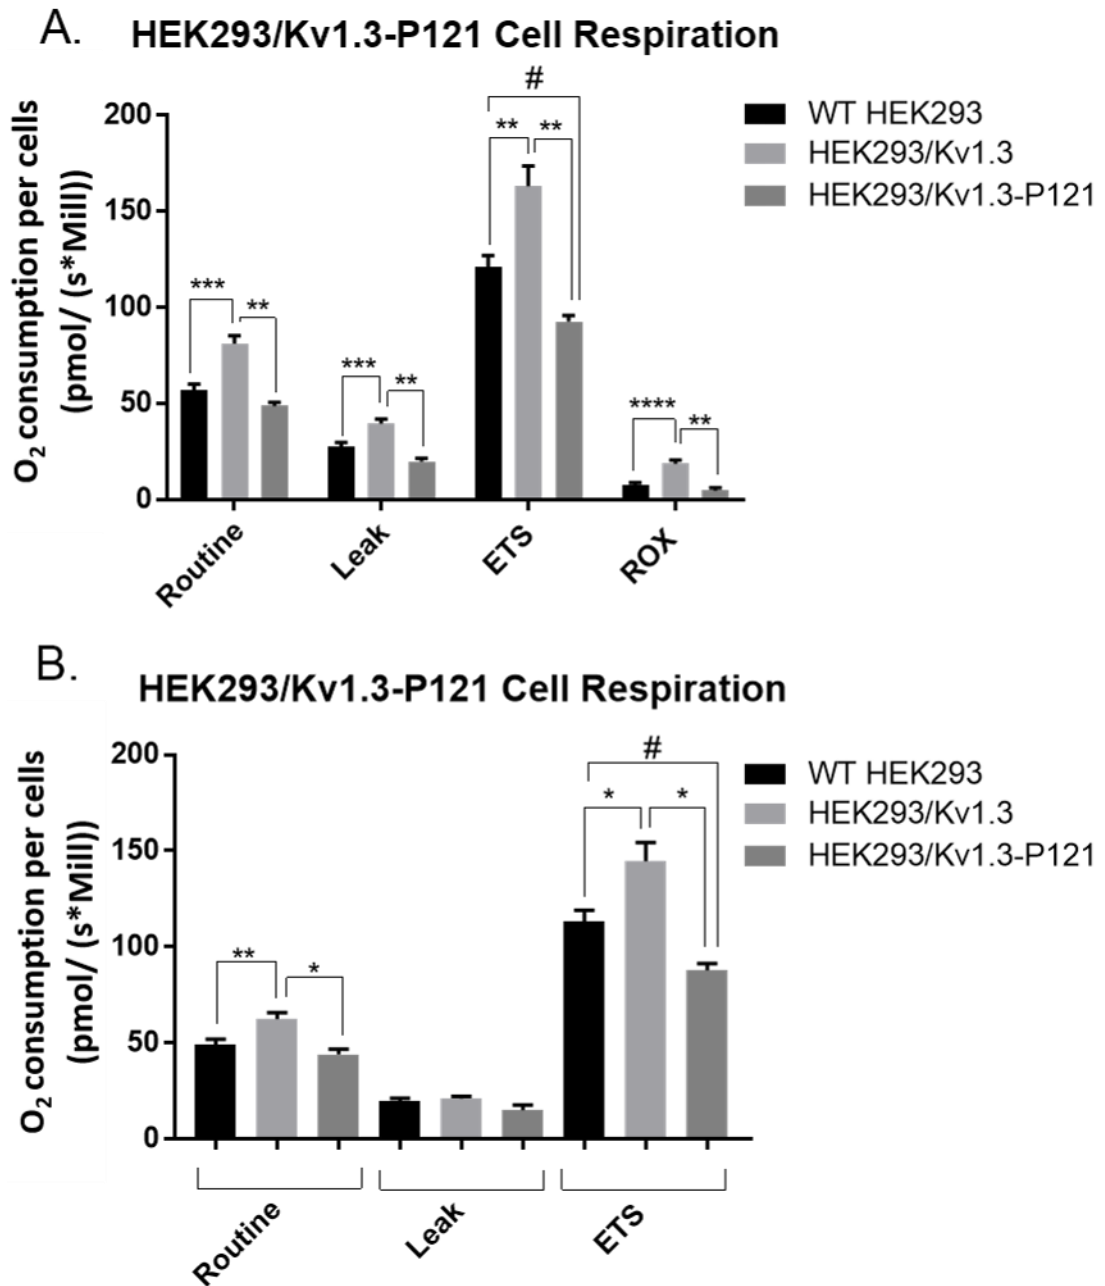 A.
HEK293/Kv1.3-P121 Cell Respiration
O₂ consumption per cells
(pmol/ (s*Mill))
200
150
100
50
0
***
**
***
**
#
**
**
****
**
Routine
Leak
ETS
ROX
WT HEK293
HEK293/Kv1.3
HEK293/Kv1.3-P121
B.
HEK293/Kv1.3-P121 Cell Respiration
O₂ consumption per cells
(pmol/ (s*Mill))
200
150
100
50
0
**
*
#
*
*
Routine
Leak
ETS
WT HEK293
HEK293/Kv1.3
HEK293/Kv1.3-P121